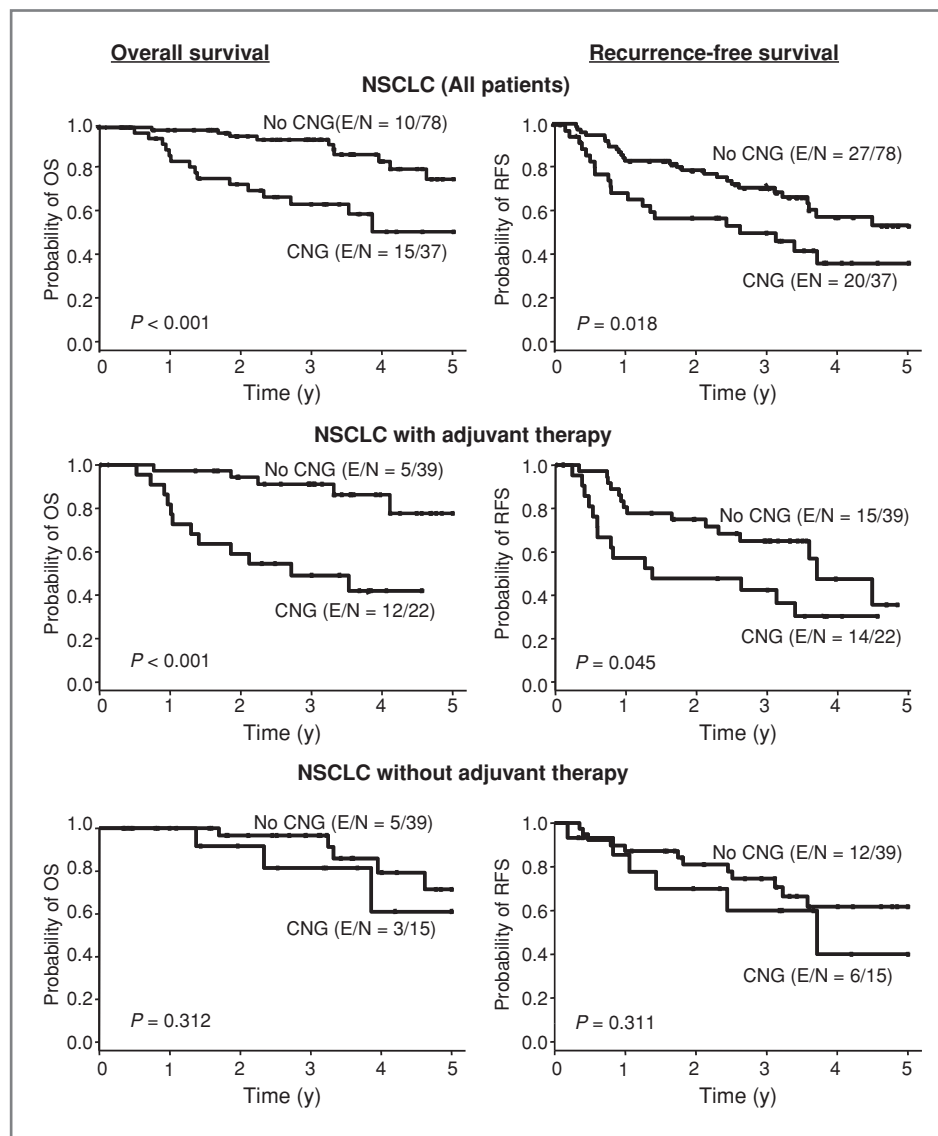 Overall survival
Recurrence-free survival
NSCLC (All patients)
Probability of OS
1.0
0.8
0.6
0.4
0.2
0.0
No CNG(E/N = 10/78)
CNG (E/N = 15/37)
P < 0.001
0 1 2 3 4 5
Time (y)
Probability of RFS
1.0
0.8
0.6
0.4
0.2
0.0
No CNG (E/N = 27/78)
CNG (EN = 20/37)
P = 0.018
0 1 2 3 4 5
Time (y)
NSCLC with adjuvant therapy
Probability of OS
1.0
0.8
0.6
0.4
0.2
0.0
No CNG (E/N = 5/39)
CNG (E/N = 12/22)
P < 0.001
0 1 2 3 4 5
Time (y)
Probability of RFS
1.0
0.8
0.6
0.4
0.2
0.0
No CNG (E/N = 15/39)
CNG (E/N = 14/22)
P = 0.045
0 1 2 3 4 5
Time (y)
NSCLC without adjuvant therapy
Probability of OS
1.0
0.8
0.6
0.4
0.2
0.0
No CNG (E/N = 5/39)
CNG (E/N = 3/15)
P = 0.312
0 1 2 3 4 5
Time (y)
Probability of RFS
1.0
0.8
0.6
0.4
0.2
0.0
No CNG (E/N = 12/39)
CNG (E/N = 6/15)
P = 0.311
0 1 2 3 4 5
Time (y)